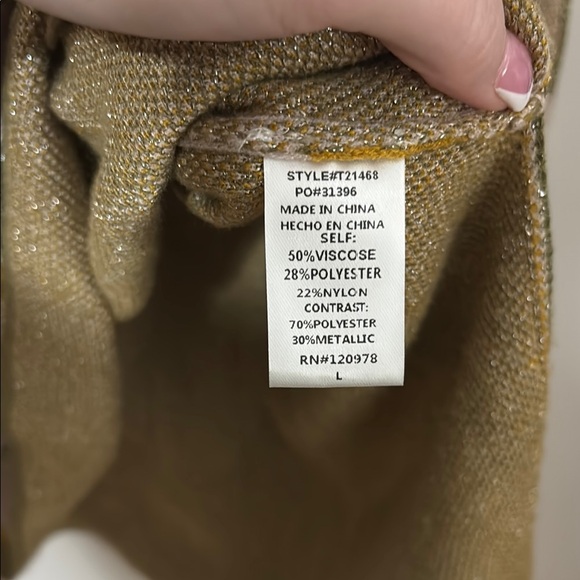 STYLE#T21468
PO#31396
MADE IN CHINA
HECHO EN CHINA
SELF:
50%VISCOSE
28%POLYESTER
22%NYLON
CONTRAST:
70%POLYESTER
30%METALLIC
RN#120978
L